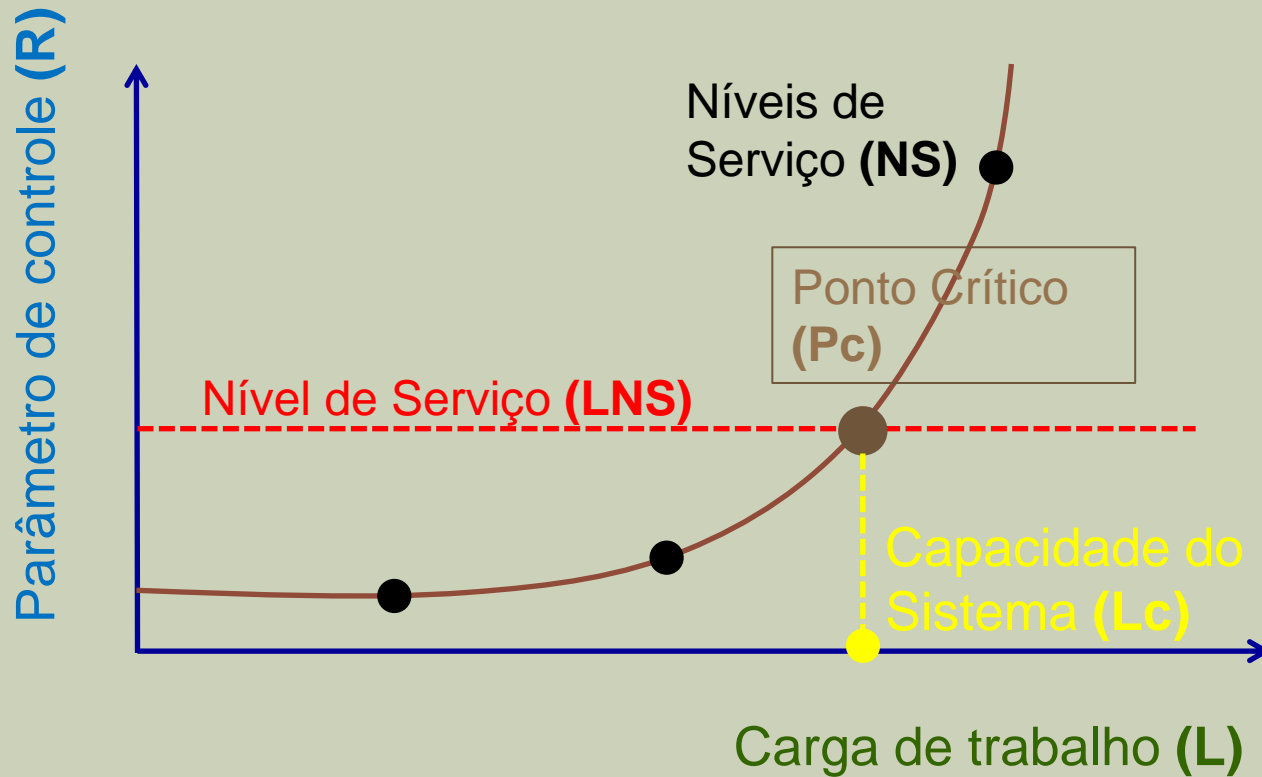 Parâmetro de controle (R)
Níveis de
Serviço (NS)
Ponto Crítico
(Pc)
Nível de Serviço (LNS)
Capacidade do
Sistema (Lc)
Carga de trabalho (L)